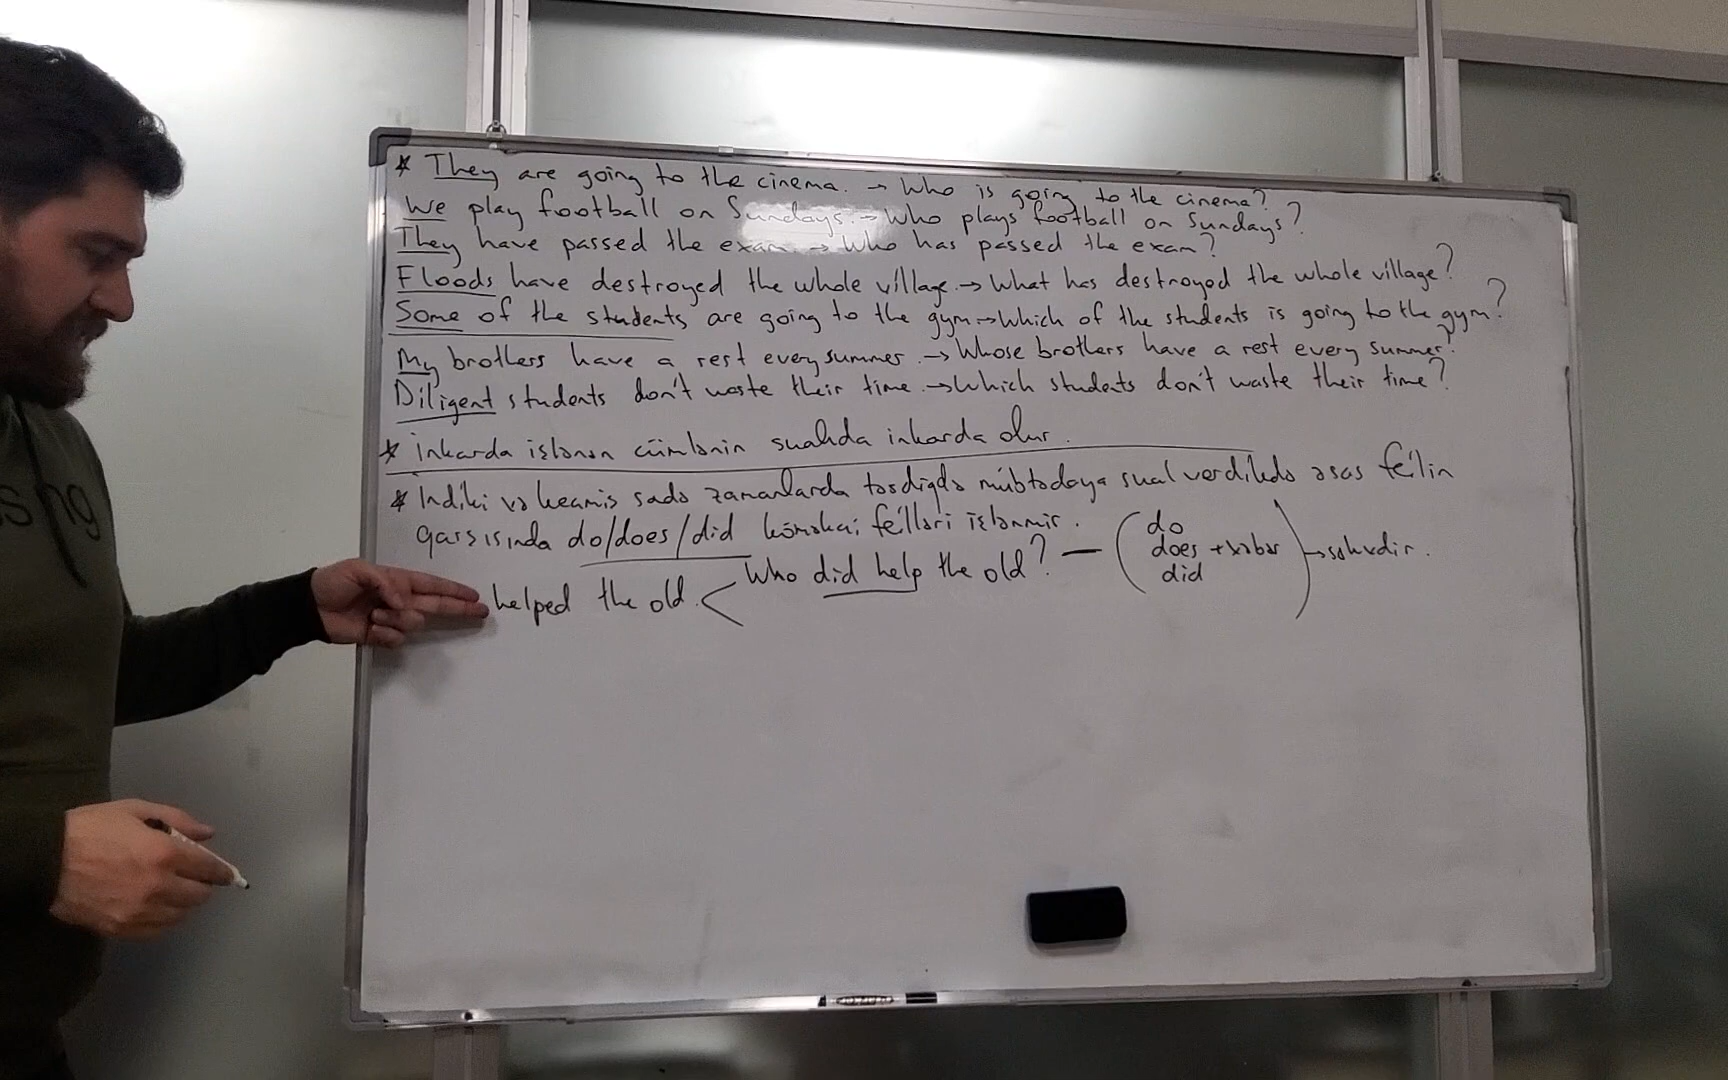 * They are going to the cinema. → Who is going to the cinema?
We play football on Sundays. → Who plays football on Sundays?
They have passed the exam → Who has passed the exam?
Floods have destroyed the whole village. → What has destroyed the whole village?
Some of the students are going to the gym → Which of the students is going to the gym?
My brothers have a rest every summer. → Whose brothers have a rest every summer?
Diligent students don't waste their time. → Which students don't waste their time?
* İnkarda işlənən cümlənin sualıda inkarda olur.
* Indiki və keçmiş sadə zamanlarda təsdiqdə mübtədaya sual verdikdə əsas feilin
qarşısında do/does/did köməkçi feilləri işlənmir.
helped the old. < Who did help the old? — (do does did + xəbər) →